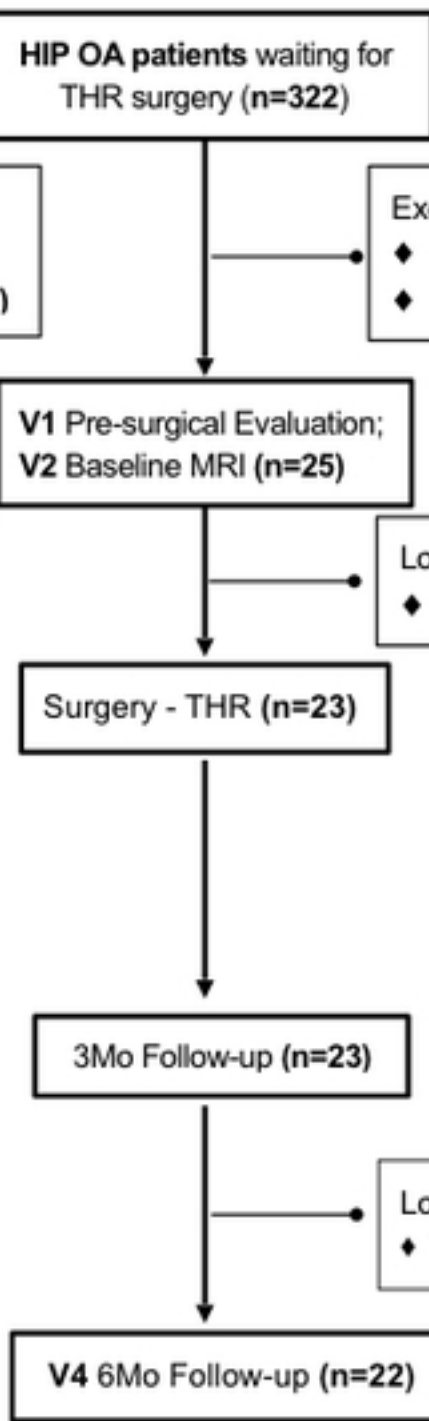 HIP OA patients waiting for
THR surgery (n=322)
)
V1 Pre-surgical Evaluation;
V2 Baseline MRI (n=25)
Surgery - THR (n=23)
3Mo Follow-up (n=23)
V4 6Mo Follow-up (n=22)